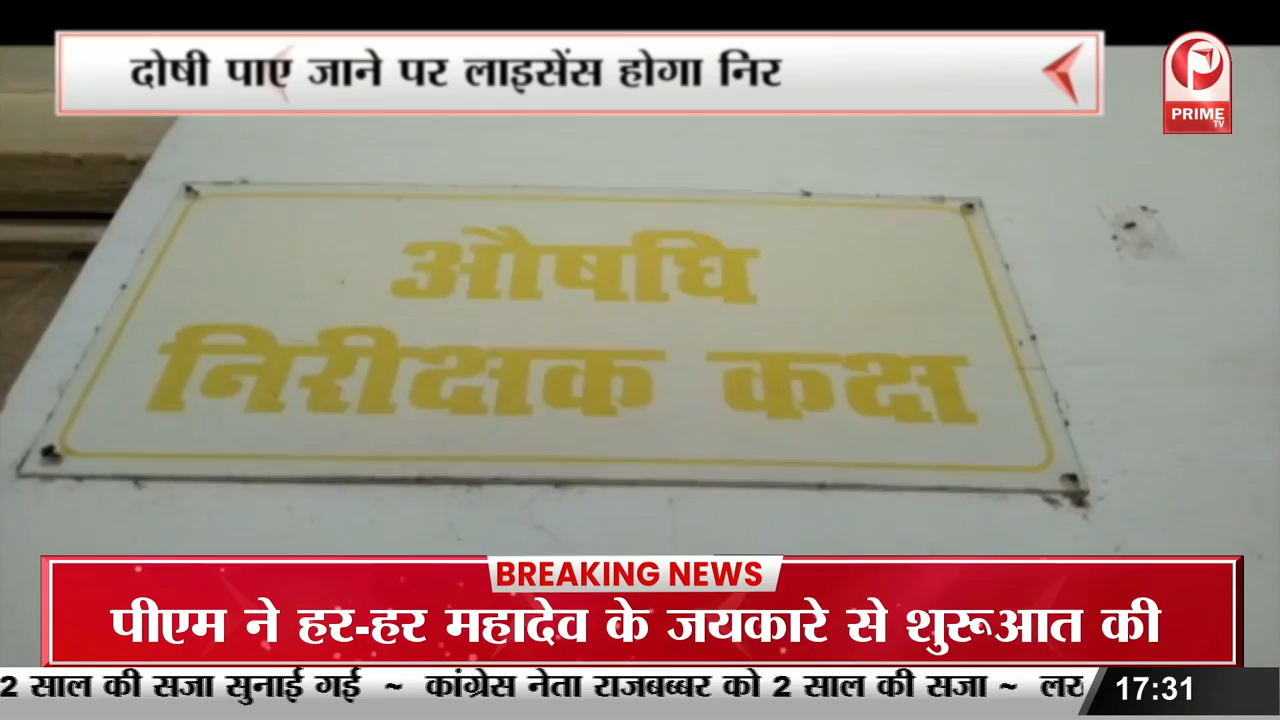 दोषी पाए जाने पर लाइसेंस होगा निर
PRIME
TV
औषधि
निरीक्षक कक्ष
BREAKING NEWS
पीएम ने हर-हर महादेव के जयकारे से शुरूआत की
2 साल की सजा सुनाई गई ~ कांग्रेस नेता राजबब्बर को 2 साल की सजा ~ लर
17:31